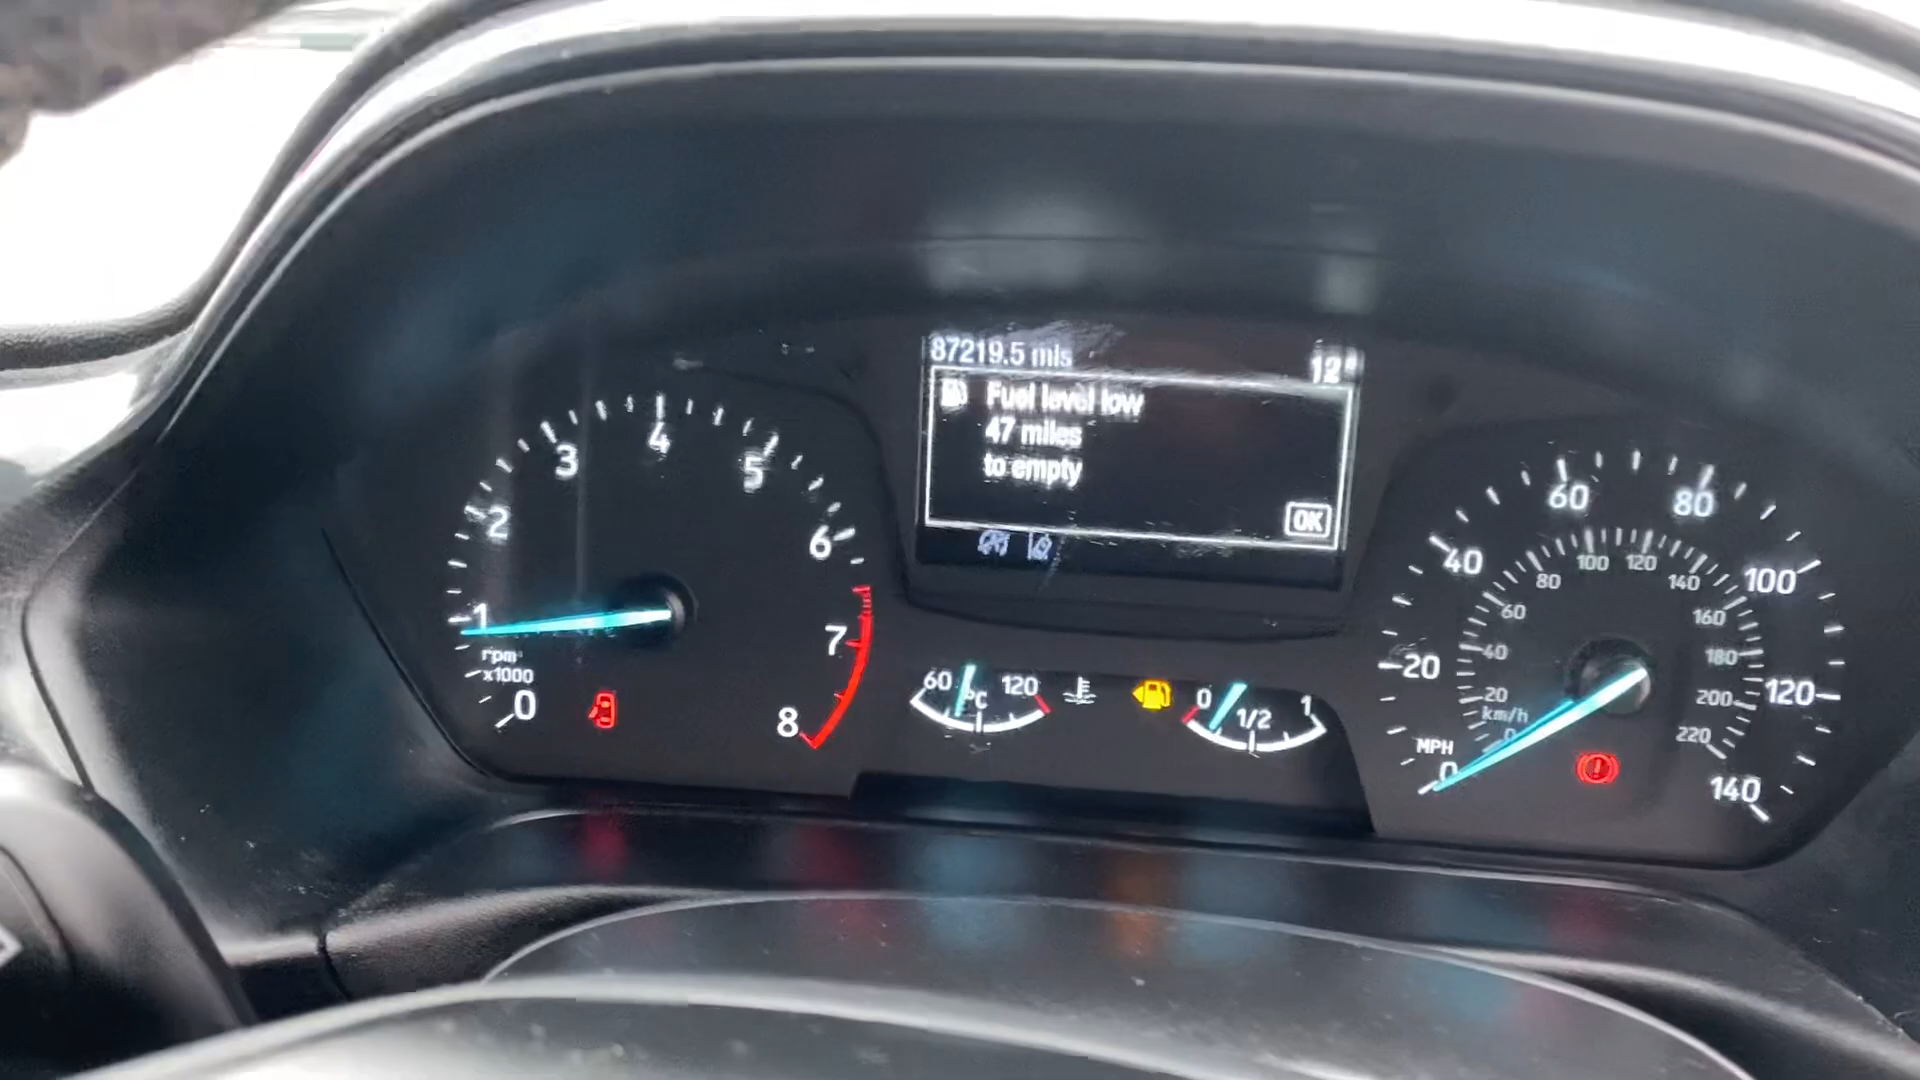 87219.5 mls
12°
Fuel level low
47 miles
to empty
OK
0 1 2 3 4 5 6 7 8
rpm
x1000
60 °C 120
0 1/2 1
0 20 40 60 80 100 120 140
MPH
0 20 40 60 80 100 120 140 160 180 200 220
km/h